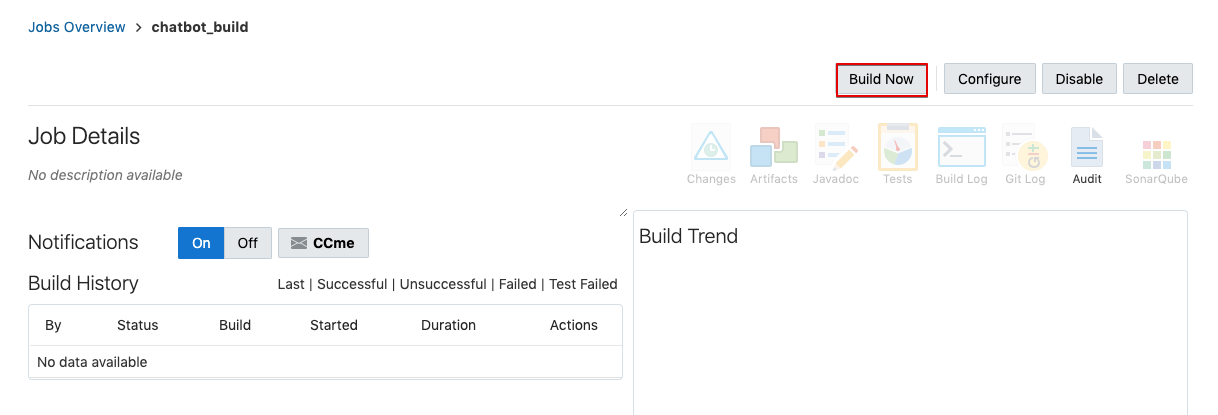 Jobs Overview > chatbot_build
Build Now Configure Disable Delete
Job Details
No description available
Changes Artifacts Javadoc Tests Build Log Git Log Audit SonarQube
Git
Notifications On Off CCme
Build Trend
Build History Last | Successful | Unsuccessful | Failed | Test Failed
By Status Build Started Duration Actions
No data available